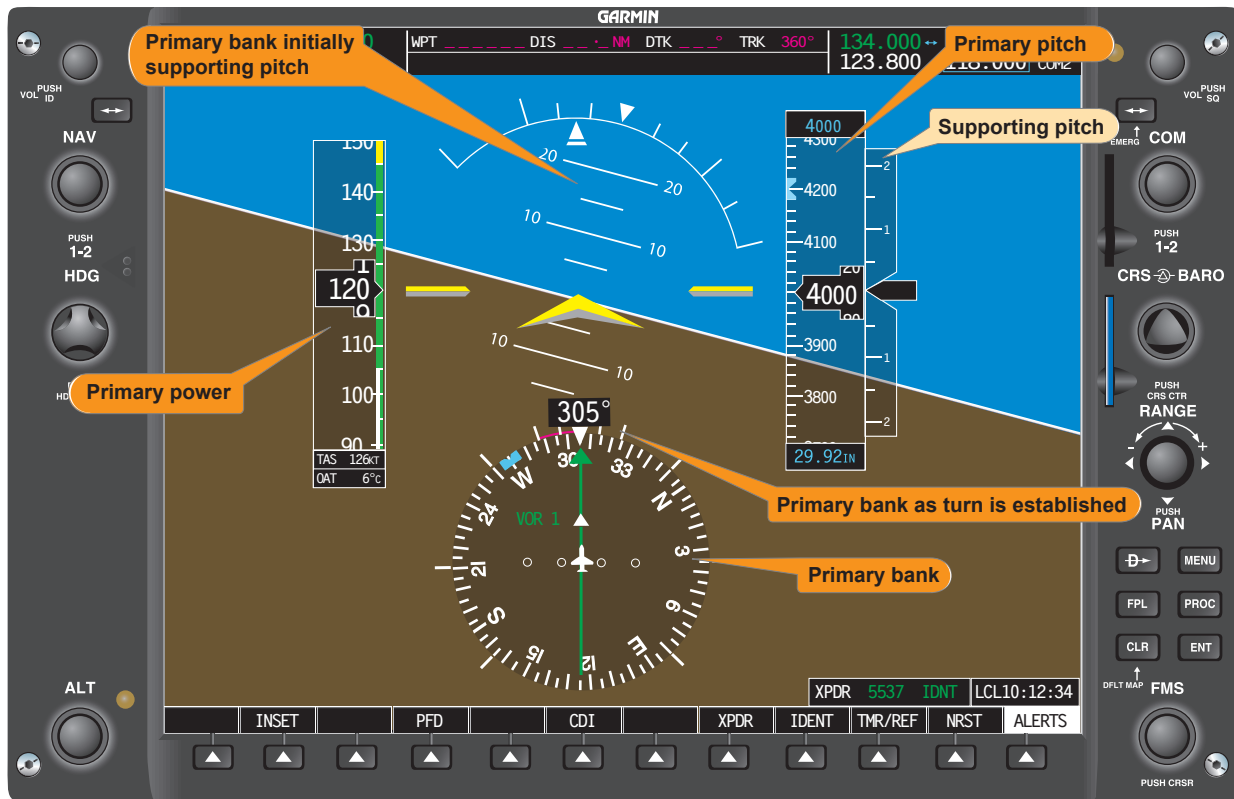 GARMIN
Primary bank initially
supporting pitch
0 WPT _ _ _ _ _ _ DIS _ _ . _ NM DTK _ _ _° TRK 360° 134.000 ↔
123.800 118.000 COM2
Primary pitch
Supporting pitch
VOL PUSH ID
NAV
PUSH
1-2
HDG
HD
ALT
VOL PUSH SQ
EMERG
COM
PUSH
1-2
CRS BARO
PUSH
CRS CTR
RANGE
- +
PUSH
PAN
D
MENU
FPL
PROC
CLR
ENT
DFLT MAP
FMS
PUSH CRSR
150
140
130
1
120
9
110
100
90
TAS 126KT
OAT 6°C
Primary power
20 20
10 10
10 10
4000
4300
4200
4100
20
4000
80
3900
3800
29.92IN
2
1
1
2
305°
30 33 N 3 6 E 12 15 S 21 24 W
VOR 1
Primary bank as turn is established
Primary bank
XPDR 5537 IDNT LCL10:12:34
INSET PFD CDI XPDR IDENT TMR/REF NRST ALERTS